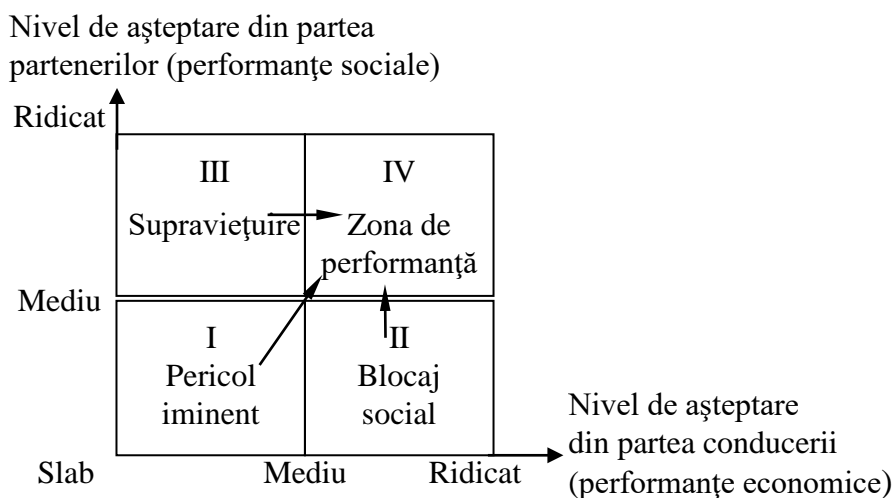 Nivel de aşteptare din partea
partenerilor (performanţe sociale)
Ridicat
III
IV
Supravieţuire
Zona de
performanţă
Mediu
I
II
Pericol
iminent
Blocaj
social
Nivel de aşteptare
din partea conducerii
(performanţe economice)
Slab
Mediu
Ridicat